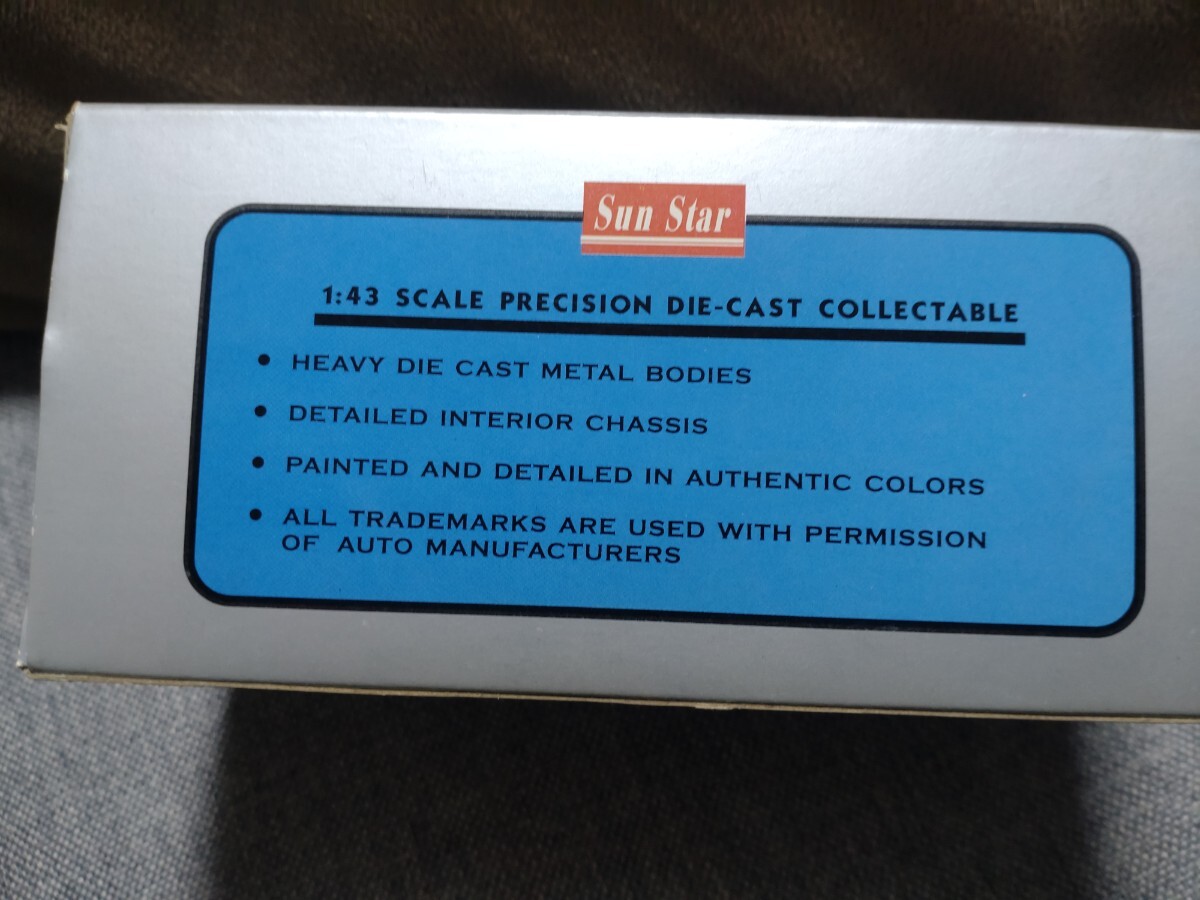 Sun Star
1:43 SCALE PRECISION DIE-CAST COLLECTABLE
• HEAVY DIE CAST METAL BODIES
• DETAILED INTERIOR CHASSIS
• PAINTED AND DETAILED IN AUTHENTIC COLORS
• ALL TRADEMARKS ARE USED WITH PERMISSION
OF AUTO MANUFACTURERS